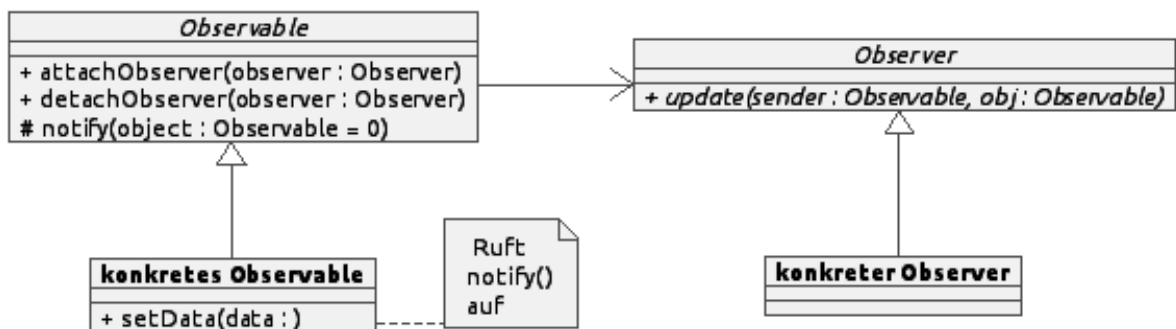 Observable
+ attachObserver(observer : Observer)
+ detachObserver(observer : Observer)
# notify(object : Observable = 0)
Observer
+ update(sender : Observable, obj : Observable)
konkretes Observable
+ setData(data : )
Ruft
notify()
auf
konkreter Observer